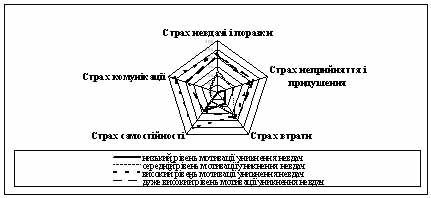 Страх невдачі і поразки
Страх неприйняття і
придушення
Страх комунікації
Страх самостійності
Страх втрати
низький рівень мотивації уникнення невдач
середній рівень мотивації уникнення невдач
високий рівень мотивації уникнення невдач
дуже високий рівень мотивації уникнення невдач